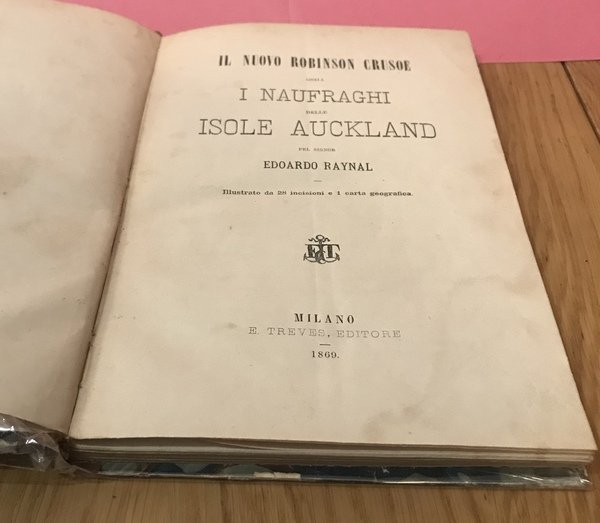 IL NUOVO ROBINSON CRUSOE
OSSIA
I NAUFRAGHI
DELLE
ISOLE AUCKLAND
PEL SIGNOR
EDOARDO RAYNAL
Illustrato da 28 incisioni e 1 carta geografica.
MILANO
E. TREVES, EDITORE
1869.